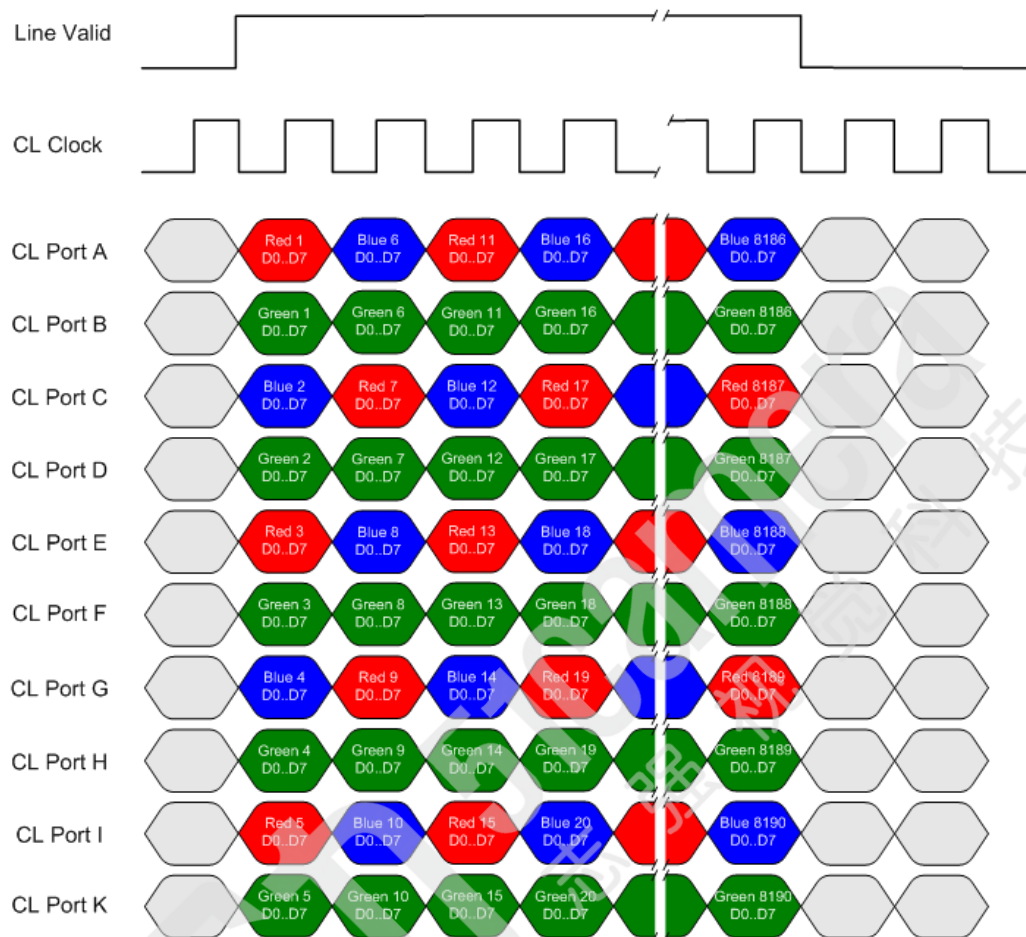 Line Valid
CL Clock
CL Port A
Red 1
D0..D7
Blue 6
D0..D7
Red 11
D0..D7
Blue 16
D0..D7
Blue 8186
D0..D7
CL Port B
Green 1
D0..D7
Green 6
D0..D7
Green 11
D0..D7
Green 16
D0..D7
Green 8186
D0..D7
CL Port C
Blue 2
D0..D7
Red 7
D0..D7
Blue 12
D0..D7
Red 17
D0..D7
Red 8187
D0..D7
CL Port D
Green 2
D0..D7
Green 7
D0..D7
Green 12
D0..D7
Green 17
D0..D7
Green 8187
D0..D7
CL Port E
Red 3
D0..D7
Blue 8
D0..D7
Red 13
D0..D7
Blue 18
D0..D7
Blue 8188
D0..D7
CL Port F
Green 3
D0..D7
Green 8
D0..D7
Green 13
D0..D7
Green 18
D0..D7
Green 8188
D0..D7
CL Port G
Blue 4
D0..D7
Red 9
D0..D7
Blue 14
D0..D7
Red 19
D0..D7
Red 8189
D0..D7
CL Port H
Green 4
D0..D7
Green 9
D0..D7
Green 14
D0..D7
Green 19
D0..D7
Green 8189
D0..D7
CL Port I
Red 5
D0..D7
Blue 10
D0..D7
Red 15
D0..D7
Blue 20
D0..D7
Blue 8190
D0..D7
CL Port K
Green 5
D0..D7
Green 10
D0..D7
Green 15
D0..D7
Green 20
D0..D7
Green 8190
D0..D7
志强视觉科技